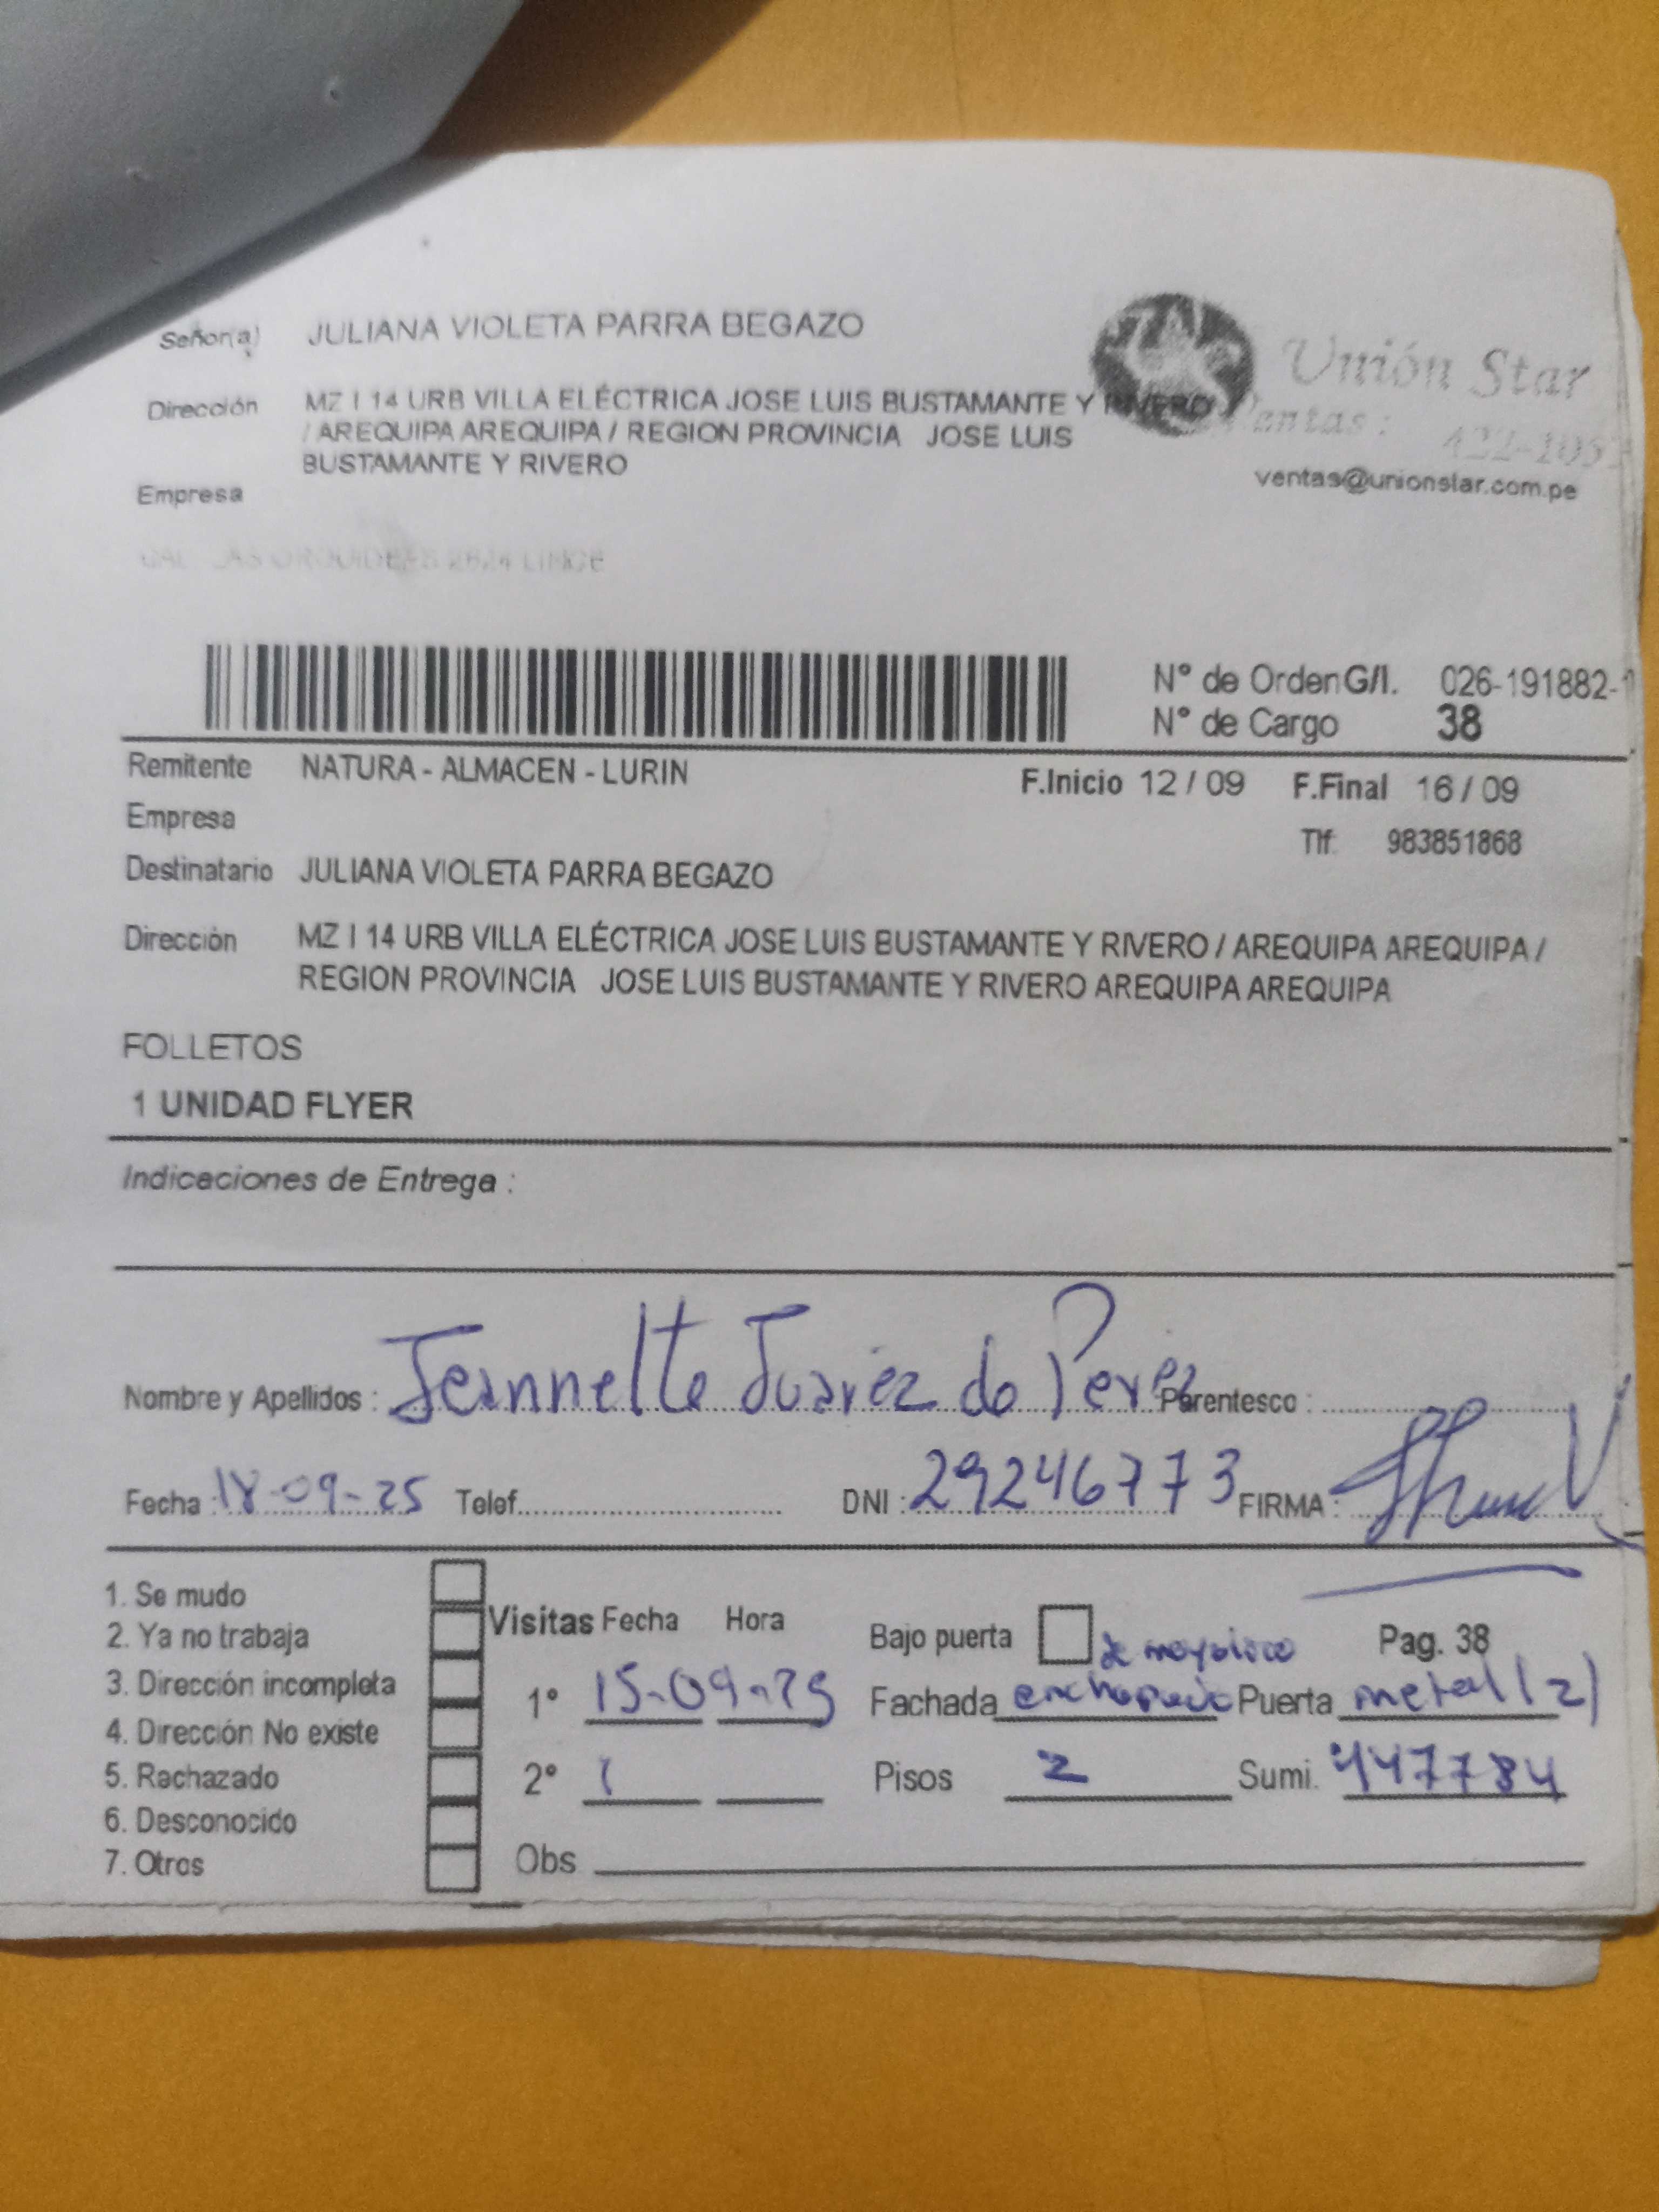 Señor(a) JULIANA VIOLETA PARRA BEGAZO
Unión Star
Dirección MZ I 14 URB VILLA ELÉCTRICA JOSE LUIS BUSTAMANTE Y RIVERO
/ AREQUIPA AREQUIPA / REGION PROVINCIA JOSE LUIS
BUSTAMANTE Y RIVERO
Ventas: 422-105
ventas@unionstar.com.pe
Empresa
N° de Orden G/I. 026-191882-1
N° de Cargo 38
Remitente NATURA - ALMACEN - LURIN F.Inicio 12 / 09 F.Final 16 / 09
Empresa
Tlf: 983851868
Destinatario JULIANA VIOLETA PARRA BEGAZO
Dirección MZ I 14 URB VILLA ELÉCTRICA JOSE LUIS BUSTAMANTE Y RIVERO / AREQUIPA AREQUIPA /
REGION PROVINCIA JOSE LUIS BUSTAMANTE Y RIVERO AREQUIPA AREQUIPA
FOLLETOS
1 UNIDAD FLYER
Indicaciones de Entrega :
Nombre y Apellidos : Jeannette Juarez de Perez Parentesco :
Fecha : 18-09-25 Telef. DNI : 29246773 FIRMA :
1. Se mudo
2. Ya no trabaja
3. Dirección incompleta
4. Dirección No existe
5. Rechazado
6. Desconocido
7. Otros
Visitas Fecha Hora
1° 15-09-25
2°
Obs
Bajo puerta Pag. 38
de mayolica
Fachada enchapado Puerta metal (2)
Pisos 2 Sumi. 447784